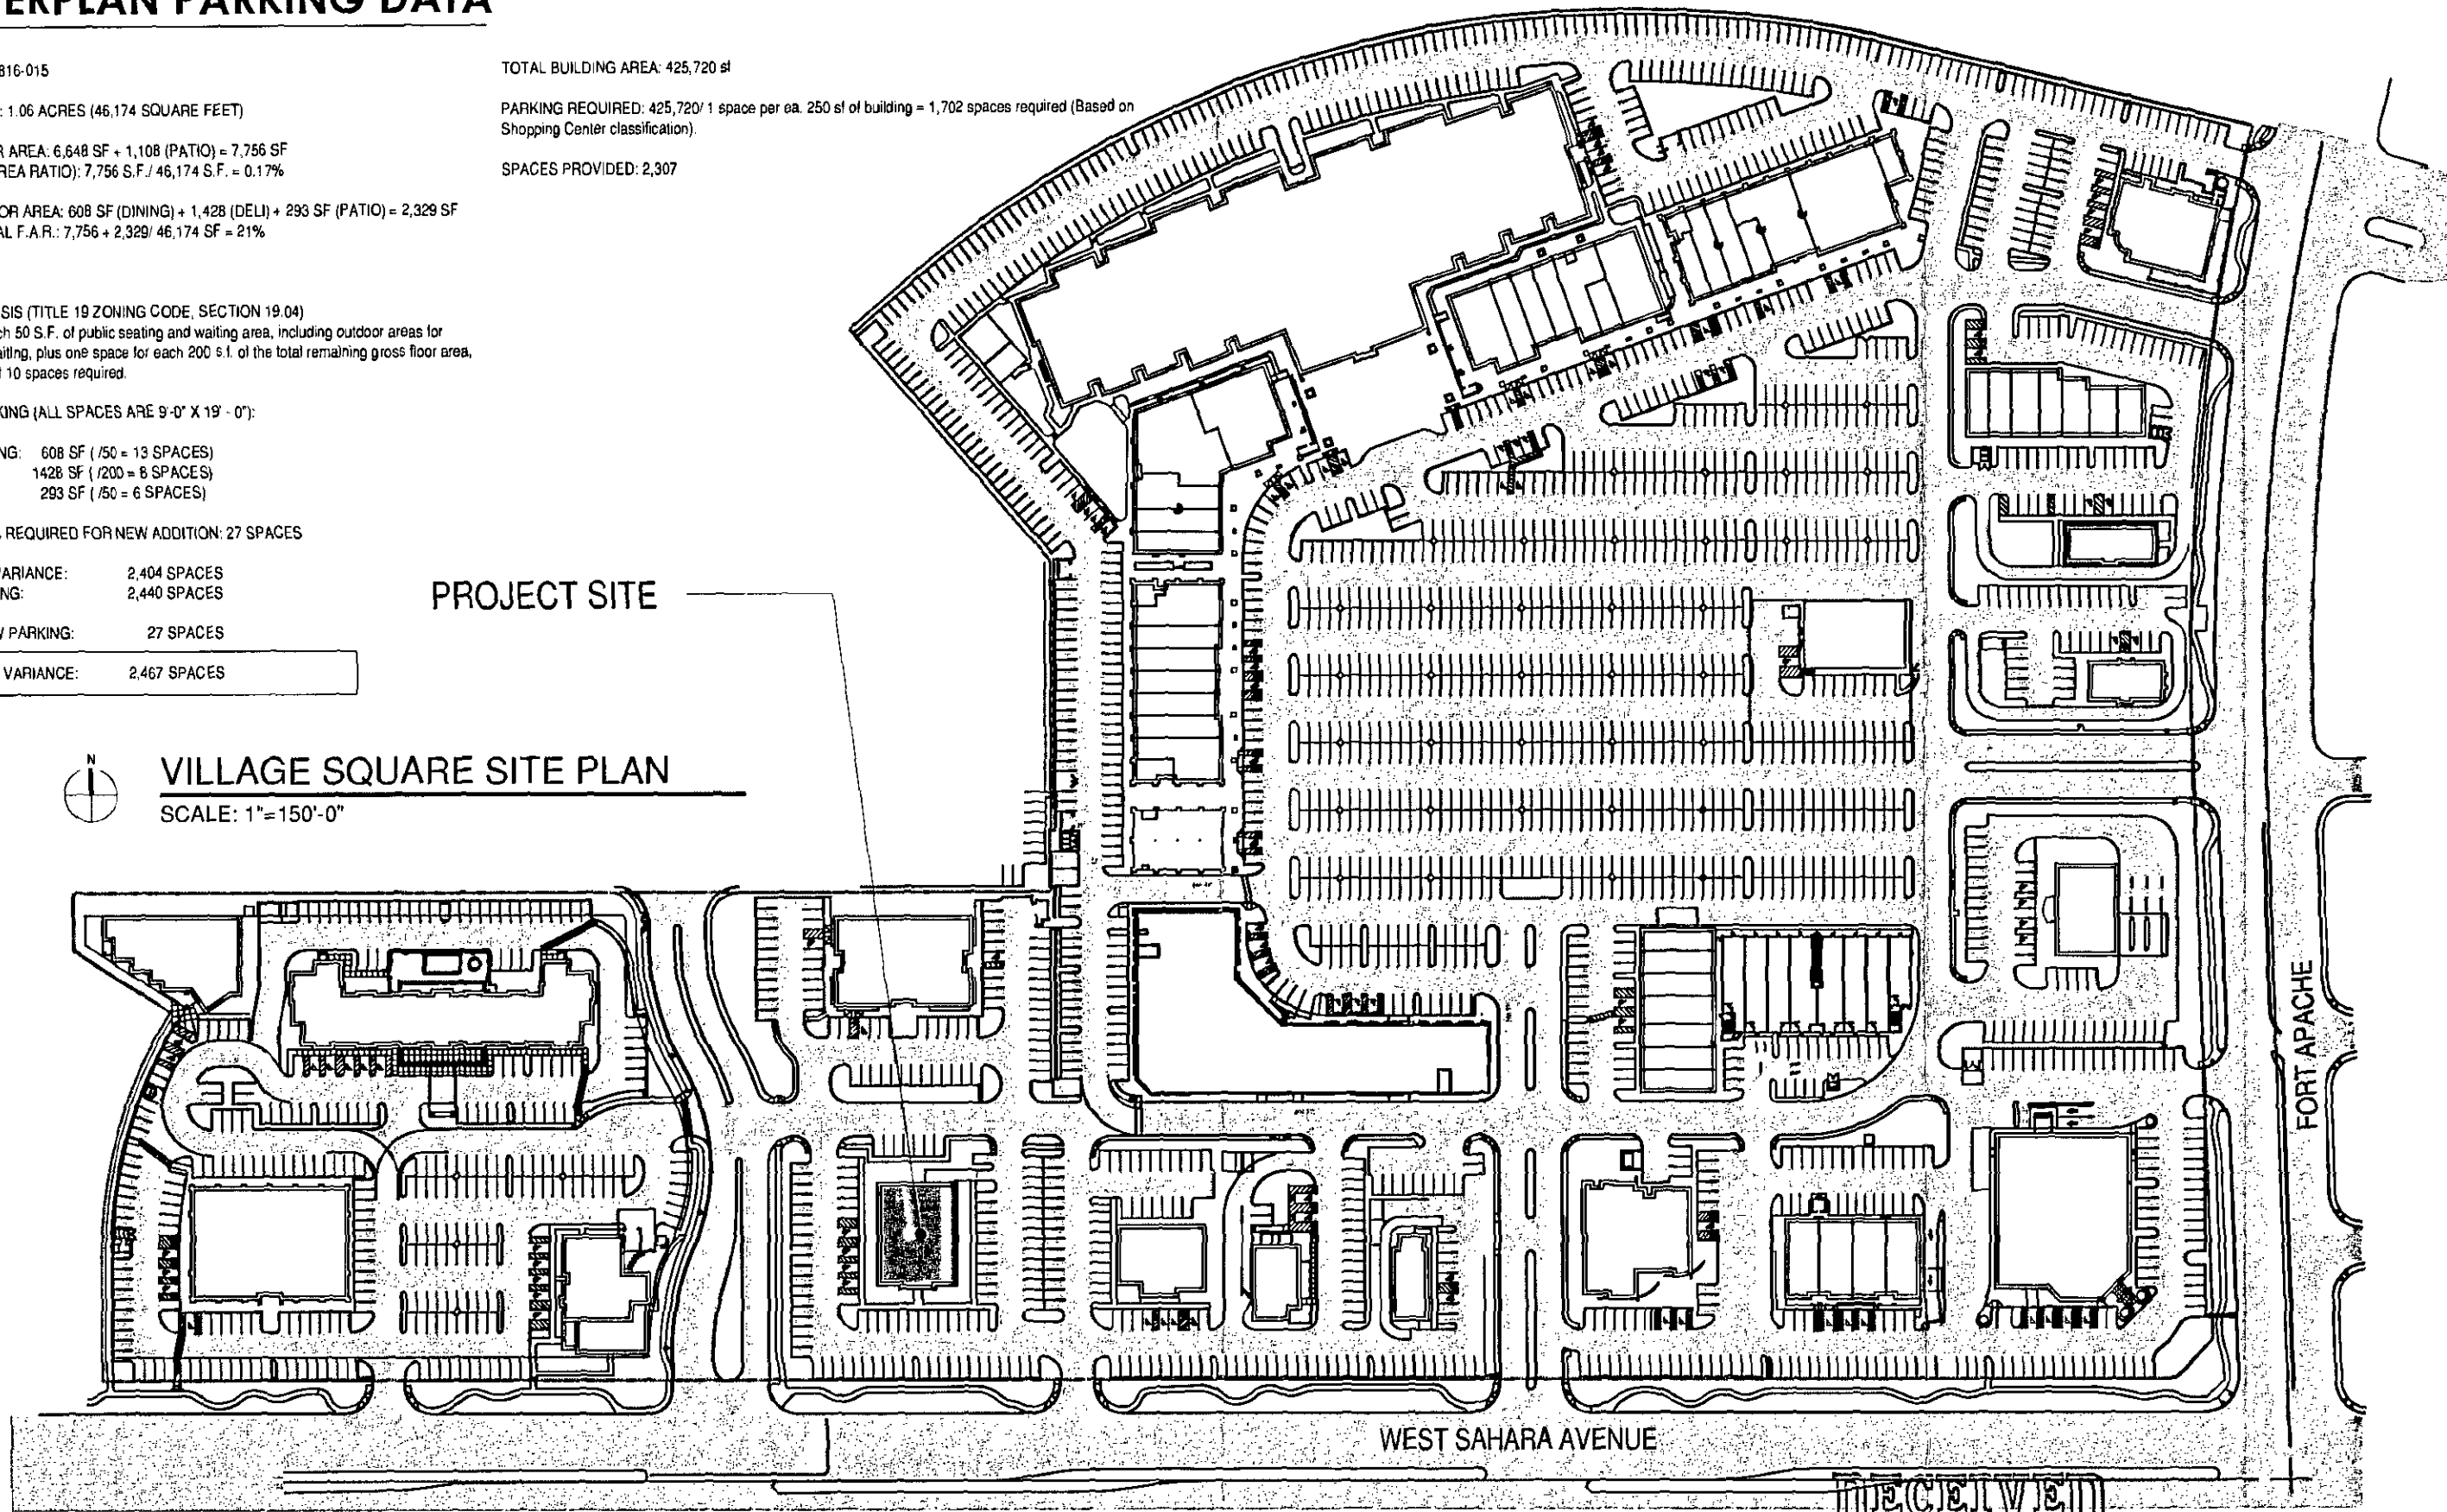 ERPLAN PARKING DATA
816-015
: 1.06 ACRES (46,174 SQUARE FEET)
R AREA: 6,648 SF + 1,108 (PATIO) = 7,756 SF
REA RATIO): 7,756 S.F./ 46,174 S.F. = 0.17%
OR AREA: 608 SF (DINING) + 1,428 (DELI) + 293 SF (PATIO) = 2,329 SF
AL F.A.R.: 7,756 + 2,329/ 46,174 SF = 21%
SIS (TITLE 19 ZONING CODE, SECTION 19.04)
ch 50 S.F. of public seating and waiting area, including outdoor areas for
aiting, plus one space for each 200 s.f. of the total remaining gross floor area,
10 spaces required.
KING (ALL SPACES ARE 9'-0" X 19' - 0"):
NG: 608 SF ( /50 = 13 SPACES)
1428 SF ( /200 = 8 SPACES)
293 SF ( /50 = 6 SPACES)
REQUIRED FOR NEW ADDITION: 27 SPACES
ARIANCE: 2,404 SPACES
NG: 2,440 SPACES
PARKING: 27 SPACES
VARIANCE: 2,467 SPACES
TOTAL BUILDING AREA: 425,720 sf
PARKING REQUIRED: 425,720/ 1 space per ea. 250 sf of building = 1,702 spaces required (Based on
Shopping Center classification).
SPACES PROVIDED: 2,307
PROJECT SITE
N
VILLAGE SQUARE SITE PLAN
SCALE: 1"=150'-0"
FORT APACHE
WEST SAHARA AVENUE
RECEIVED